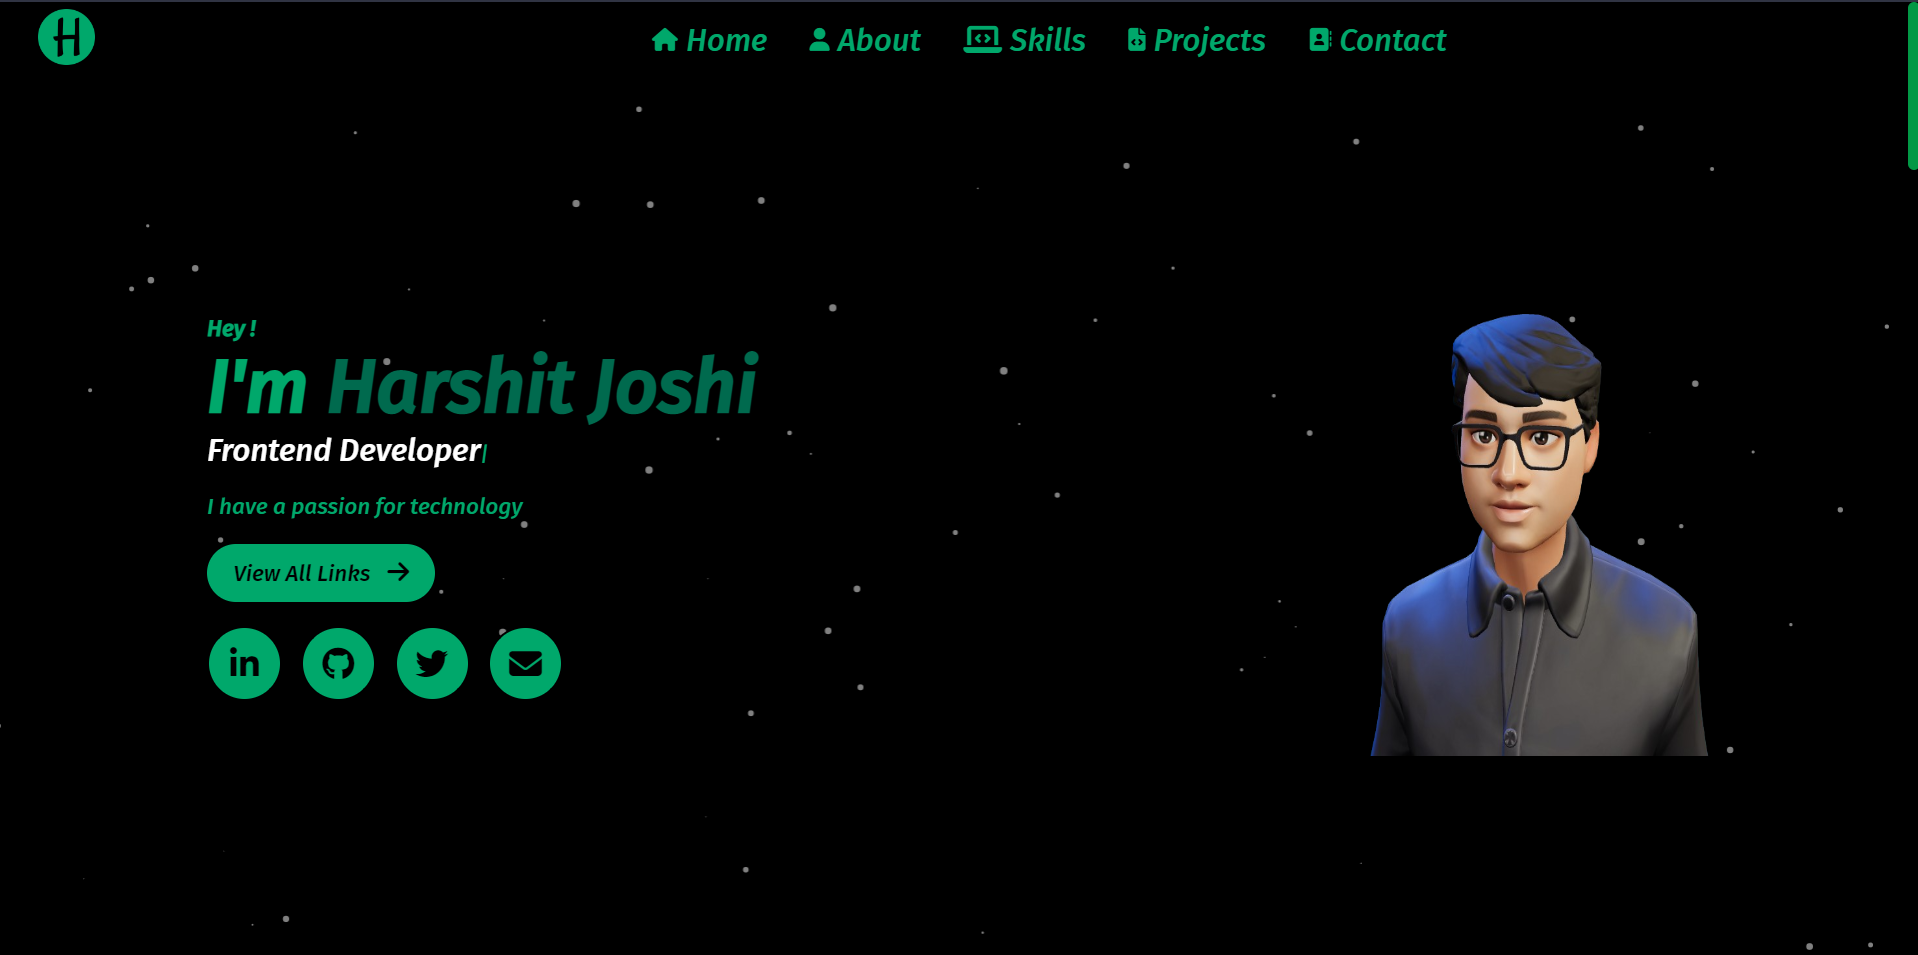 H
Home About Skills Projects Contact
Hey !
I'm Harshit Joshi
Frontend Developer
I have a passion for technology
View All Links
in